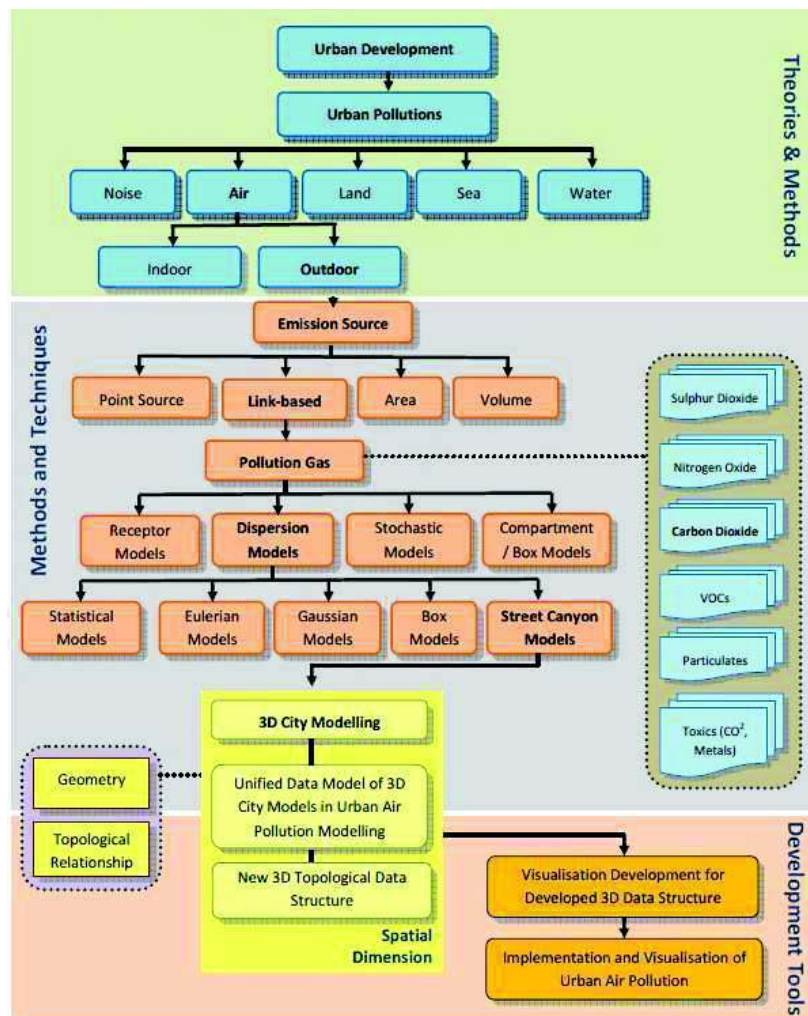 Urban Development
Urban Pollutions
Noise
Air
Land
Sea
Water
Indoor
Outdoor
Theories & Methods
Emission Source
Point Source
Link-based
Area
Volume
Pollution Gas
Receptor
Models
Dispersion
Models
Stochastic
Models
Compartment
/ Box Models
Statistical
Models
Eulerian
Models
Gaussian
Models
Box
Models
Street Canyon
Models
Methods and Techniques
Sulphur Dioxide
Nitrogen Oxide
Carbon Dioxide
VOCs
Particulates
Toxics (CO²,
Metals)
3D City Modelling
Unified Data Model of 3D
City Models in Urban Air
Pollution Modelling
New 3D Topological Data
Structure
Spatial
Dimension
Geometry
Topological
Relationship
Visualisation Development for
Developed 3D Data Structure
Implementation and Visualisation of
Urban Air Pollution
Development Tools